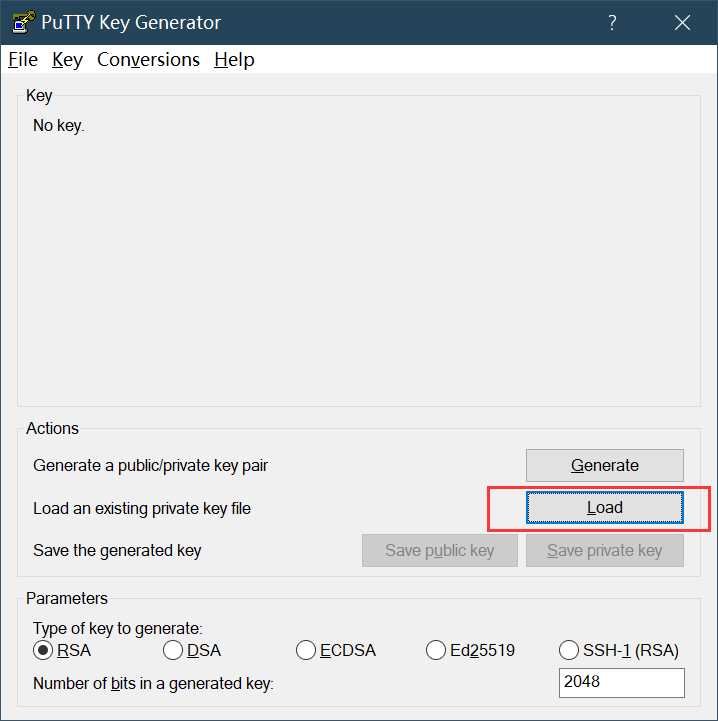 PuTTY Key Generator ?
File Key Conversions Help
Key
No key.
Actions
Generate a public/private key pair Generate
Load an existing private key file Load
Save the generated key Save public key Save private key
Parameters
Type of key to generate:
RSA DSA ECDSA Ed25519 SSH-1 (RSA)
Number of bits in a generated key: 2048